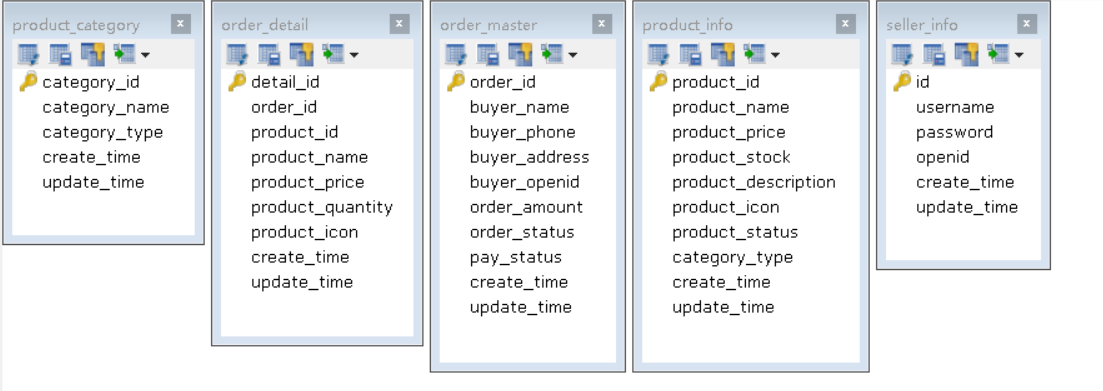 product_category
category_id
category_name
category_type
create_time
update_time
order_detail
detail_id
order_id
product_id
product_name
product_price
product_quantity
product_icon
create_time
update_time
order_master
order_id
buyer_name
buyer_phone
buyer_address
buyer_openid
order_amount
order_status
pay_status
create_time
update_time
product_info
product_id
product_name
product_price
product_stock
product_description
product_icon
product_status
category_type
create_time
update_time
seller_info
id
username
password
openid
create_time
update_time